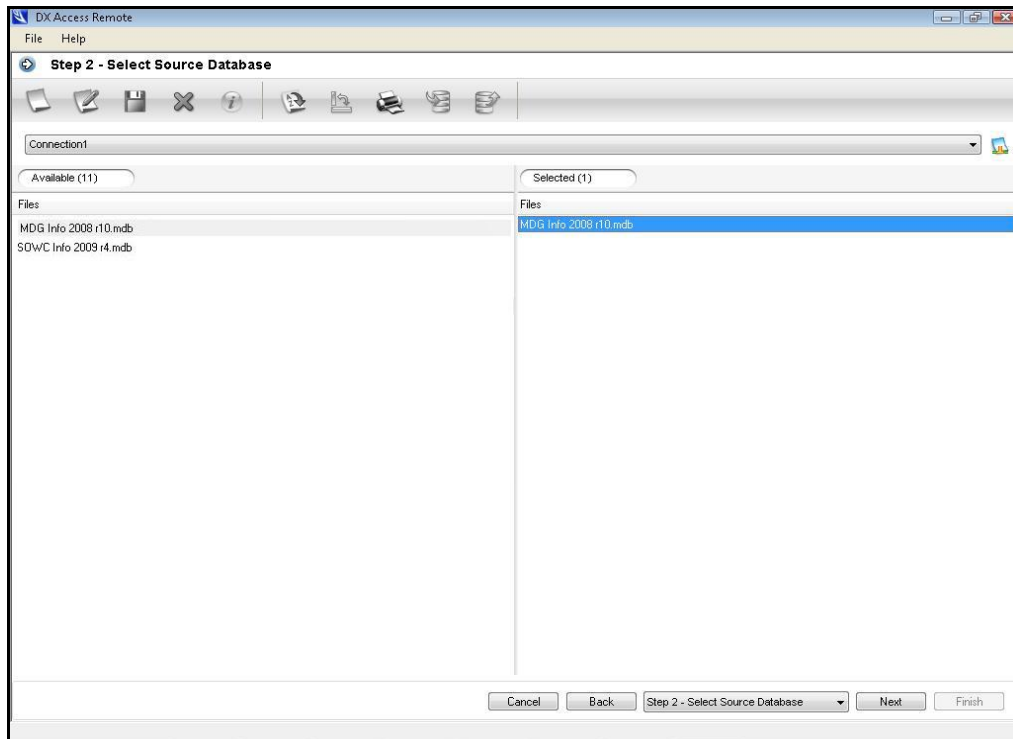 DX Access Remote
File Help
Step 2 - Select Source Database
Connection1
Available (11) Selected (1)
Files Files
MDG Info 2008 r10.mdb MDG Info 2008 r10.mdb
SOWC Info 2009 r4.mdb
Cancel Back Step 2 - Select Source Database Next Finish